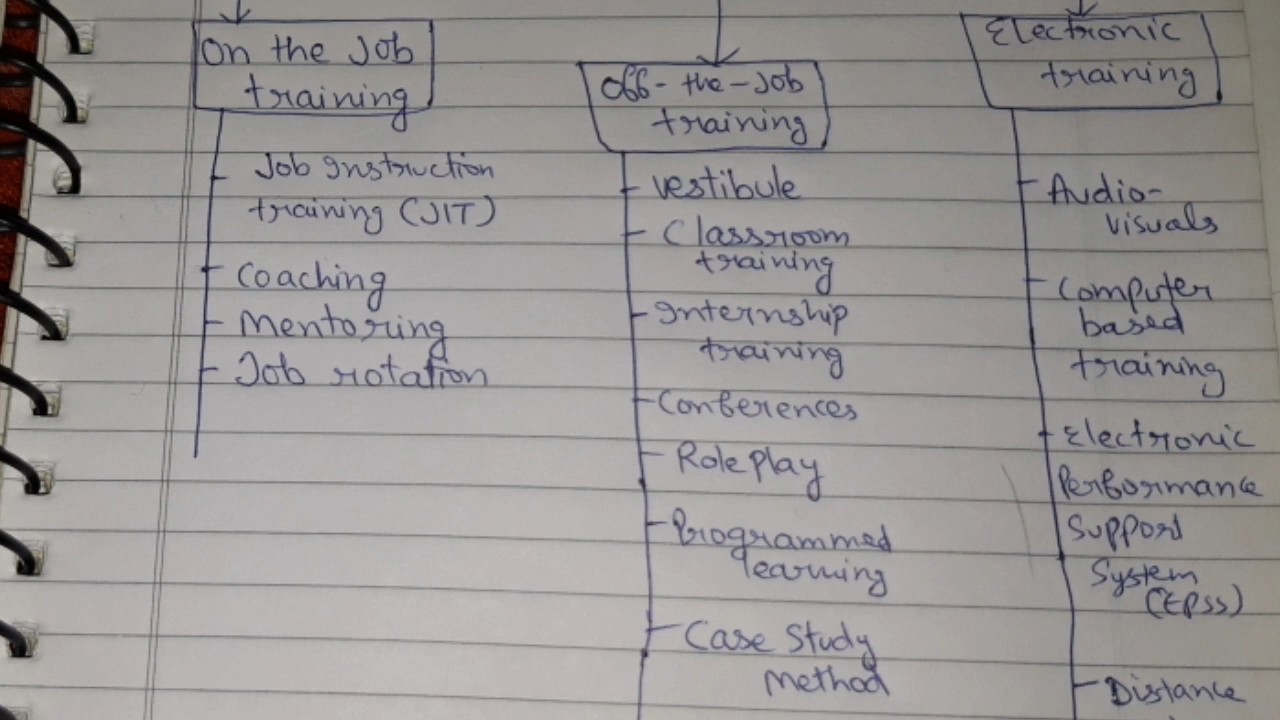 On the Job
training
Job Instruction
training (JIT)
Coaching
Mentoring
Job rotation
Off-the-Job
training
Vestibule
Classroom
training
Internship
training
Conferences
Role play
Programmed
learning
Case Study
Method
Electronic
training
Audio-
visuals
Computer
based
training
Electronic
Performance
Support
System
(EPSS)
Distance